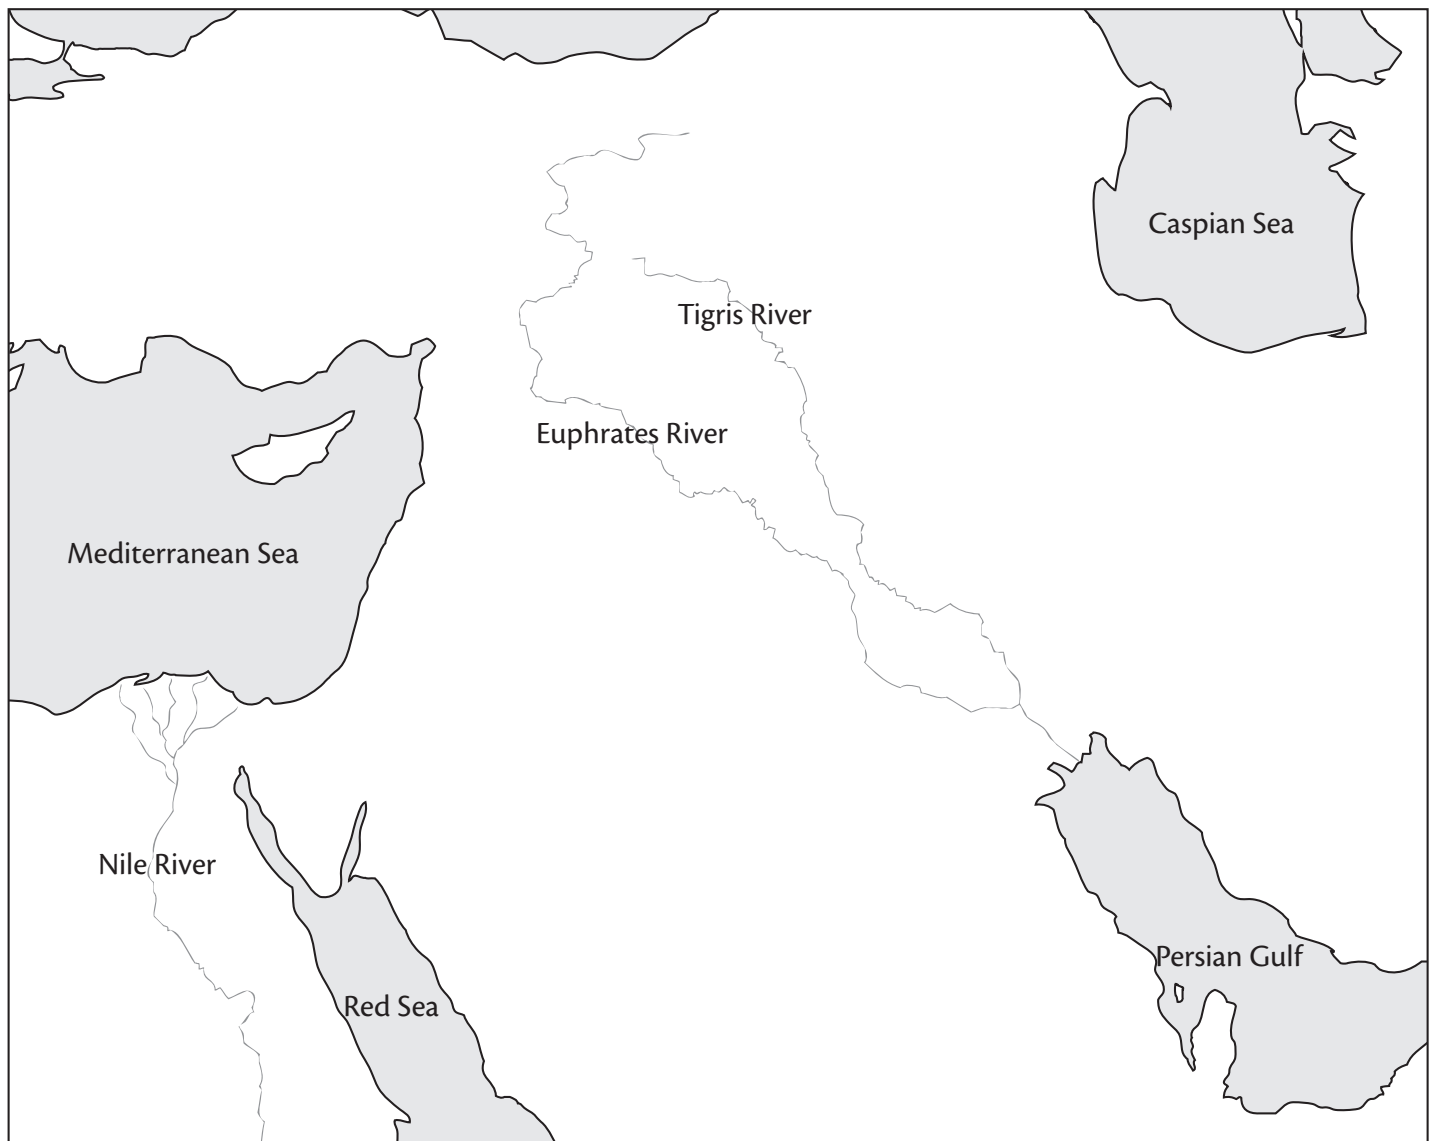 Caspian Sea
Tigris River
Euphrates River
Mediterranean Sea
Nile River
Persian Gulf
Red Sea